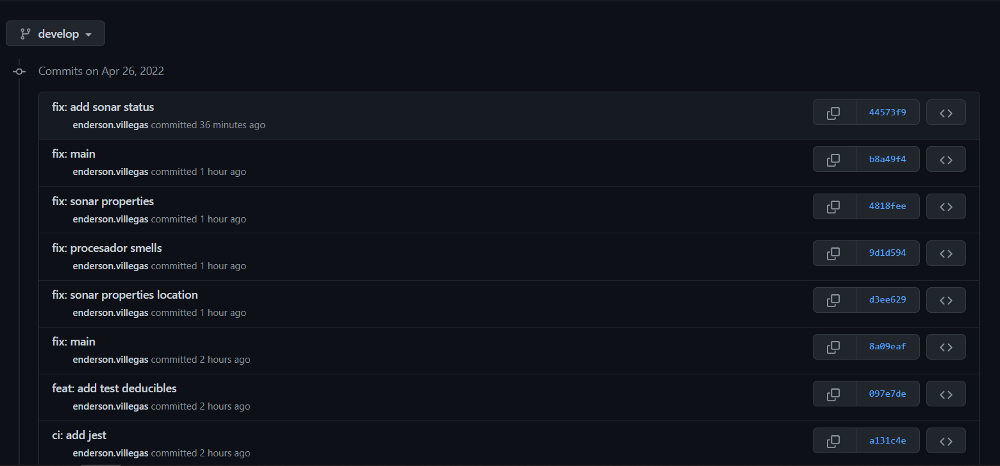 develop
Commits on Apr 26, 2022
fix: add sonar status
enderson.villegas committed 36 minutes ago
44573f9
fix: main
enderson.villegas committed 1 hour ago
b8a49f4
fix: sonar properties
enderson.villegas committed 1 hour ago
4818fee
fix: procesador smells
enderson.villegas committed 1 hour ago
9d1d594
fix: sonar properties location
enderson.villegas committed 1 hour ago
d3ee629
fix: main
enderson.villegas committed 2 hours ago
8a09eaf
feat: add test deducibles
enderson.villegas committed 2 hours ago
097e7de
ci: add jest
enderson.villegas committed 2 hours ago
a131c4e